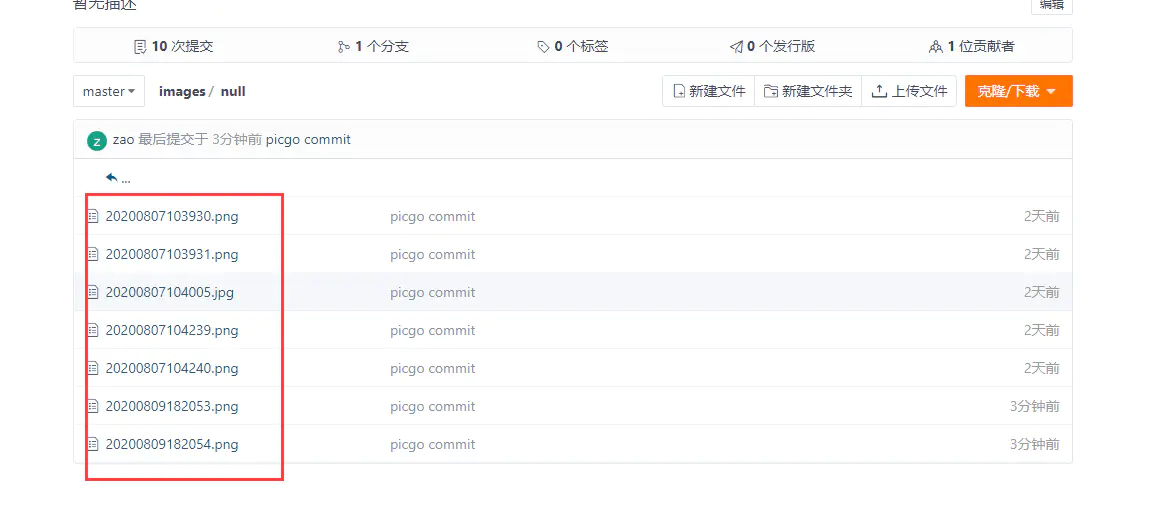 暂无描述
编辑
10 次提交 1 个分支 0 个标签 0 个发行版 1 位贡献者
master images / null 新建文件 新建文件夹 上传文件 克隆/下载
z zao 最后提交于 3分钟前 picgo commit
...
20200807103930.png picgo commit 2天前
20200807103931.png picgo commit 2天前
20200807104005.jpg picgo commit 2天前
20200807104239.png picgo commit 2天前
20200807104240.png picgo commit 2天前
20200809182053.png picgo commit 3分钟前
20200809182054.png picgo commit 3分钟前